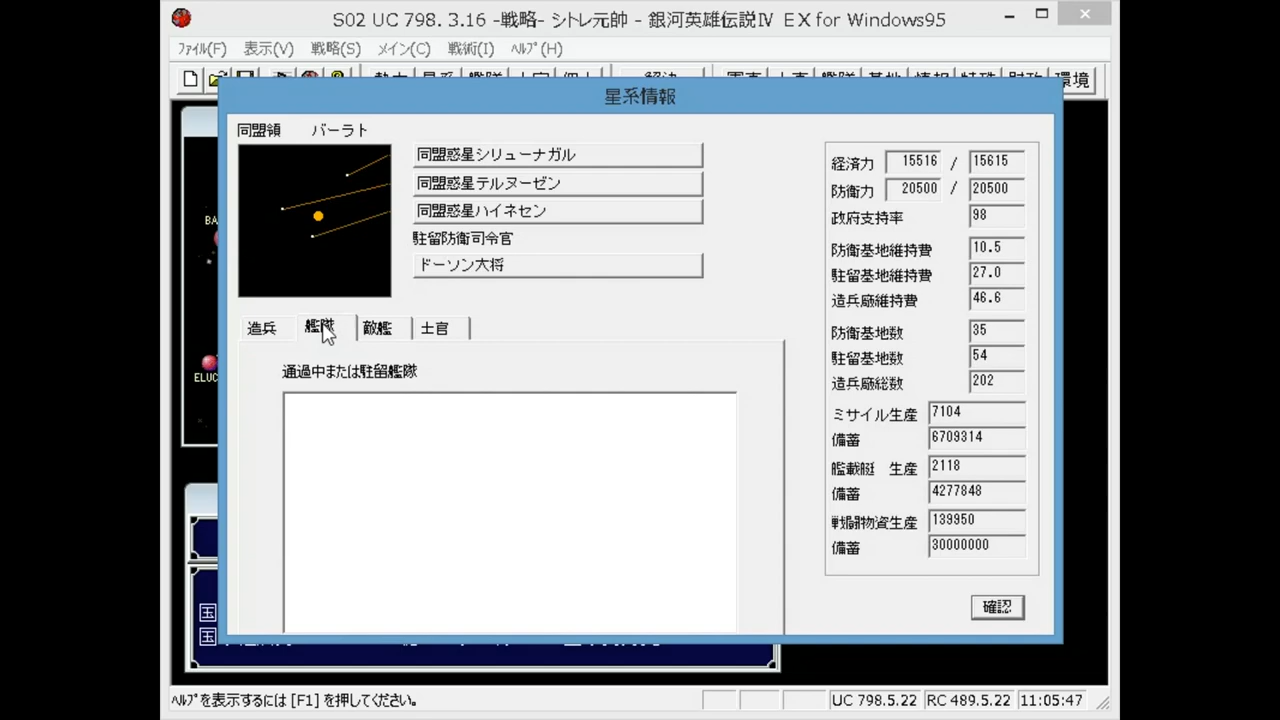 S02 UC 798. 3.16 -戦略- シトレ元帥 - 銀河英雄伝説Ⅳ EX for Windows95
ﾌｧｲﾙ(F) 表示(V) 戦略(S) メイン(C) 戦術(I) ﾍﾙﾌﾟ(H)
環境
星系情報
同盟領 バーラト
同盟惑星シリューナガル
同盟惑星テルヌーゼン
同盟惑星ハイネセン
駐留防衛司令官
ドーソン大将
造兵 艦隊 敵艦 士官
通過中または駐留艦隊
経済力 15516 / 15615
防衛力 20500 / 20500
政府支持率 98
防衛基地維持費 10.5
駐留基地維持費 27.0
造兵廠維持費 46.6
防衛基地数 35
駐留基地数 54
造兵廠総数 202
ミサイル生産 7104
備蓄 6709314
艦載艇 生産 2118
備蓄 4277848
戦闘物資生産 139950
備蓄 30000000
確認
BA
ELUC
国
国
ﾍﾙﾌﾟを表示するには [F1] を押してください。
UC 798.5.22 RC 489.5.22 11:05:47